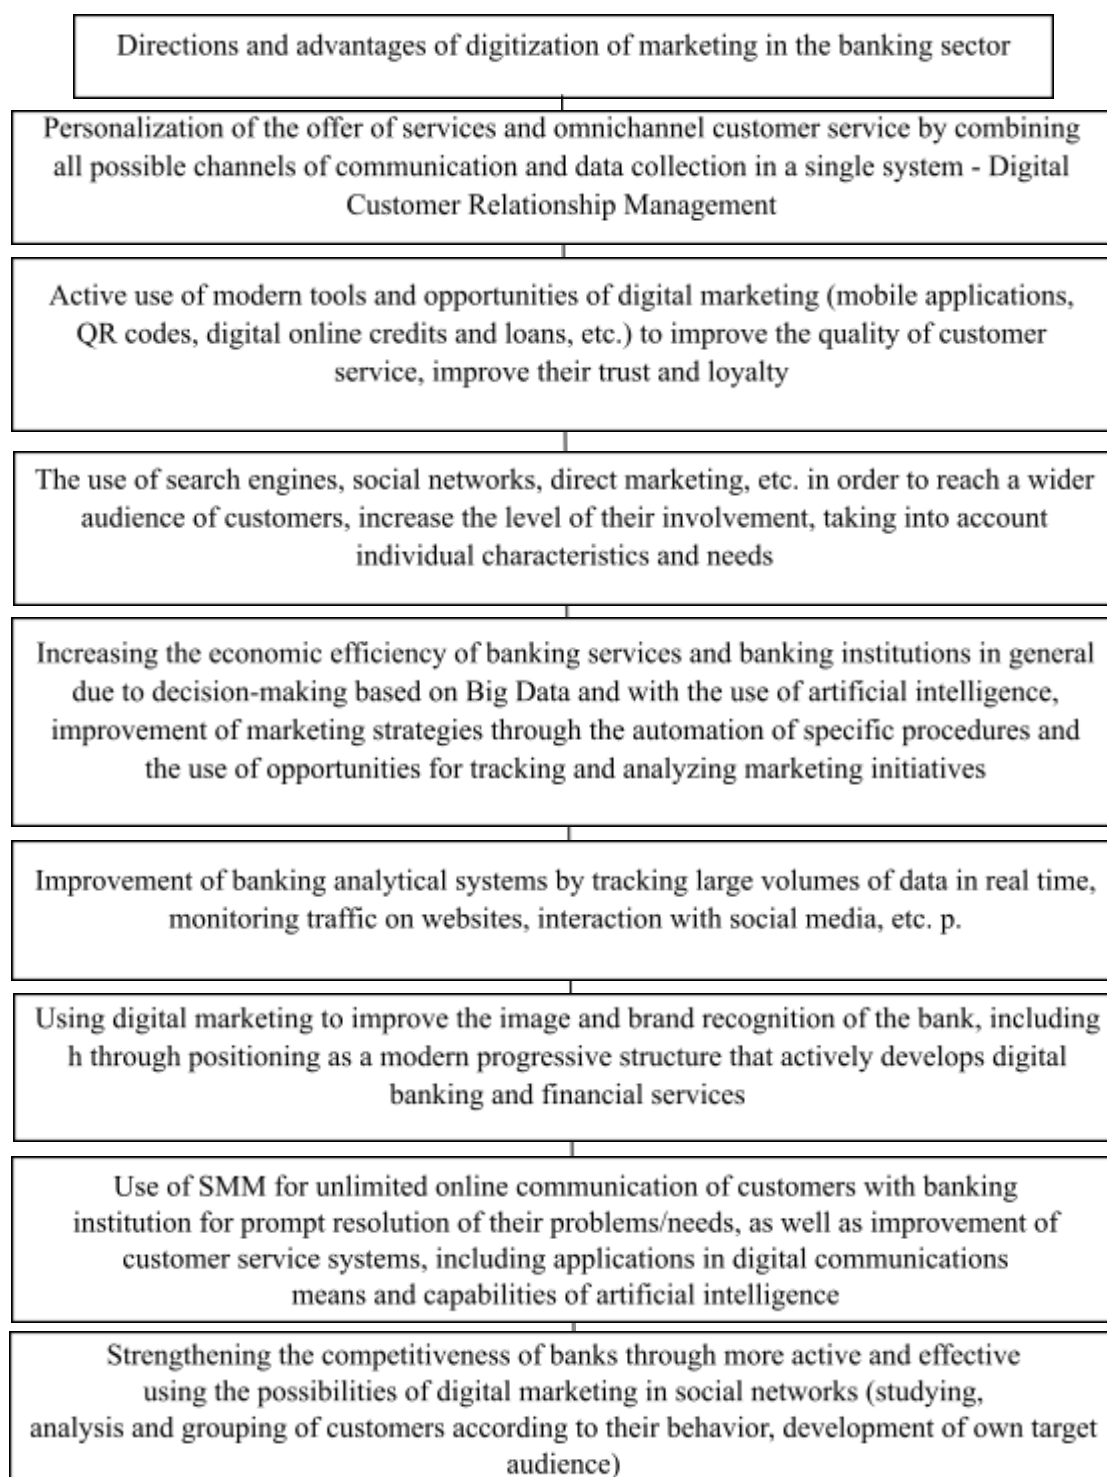 Directions and advantages of digitization of marketing in the banking sector
Personalization of the offer of services and omnichannel customer service by combining
all possible channels of communication and data collection in a single system - Digital
Customer Relationship Management
Active use of modern tools and opportunities of digital marketing (mobile applications,
QR codes, digital online credits and loans, etc.) to improve the quality of customer
service, improve their trust and loyalty
The use of search engines, social networks, direct marketing, etc. in order to reach a wider
audience of customers, increase the level of their involvement, taking into account
individual characteristics and needs
Increasing the economic efficiency of banking services and banking institutions in general
due to decision-making based on Big Data and with the use of artificial intelligence,
improvement of marketing strategies through the automation of specific procedures and
the use of opportunities for tracking and analyzing marketing initiatives
Improvement of banking analytical systems by tracking large volumes of data in real time,
monitoring traffic on websites, interaction with social media, etc. p.
Using digital marketing to improve the image and brand recognition of the bank, including
h through positioning as a modern progressive structure that actively develops digital
banking and financial services
Use of SMM for unlimited online communication of customers with banking
institution for prompt resolution of their problems/needs, as well as improvement of
customer service systems, including applications in digital communications
means and capabilities of artificial intelligence
Strengthening the competitiveness of banks through more active and effective
using the possibilities of digital marketing in social networks (studying,
analysis and grouping of customers according to their behavior, development of own target
audience)